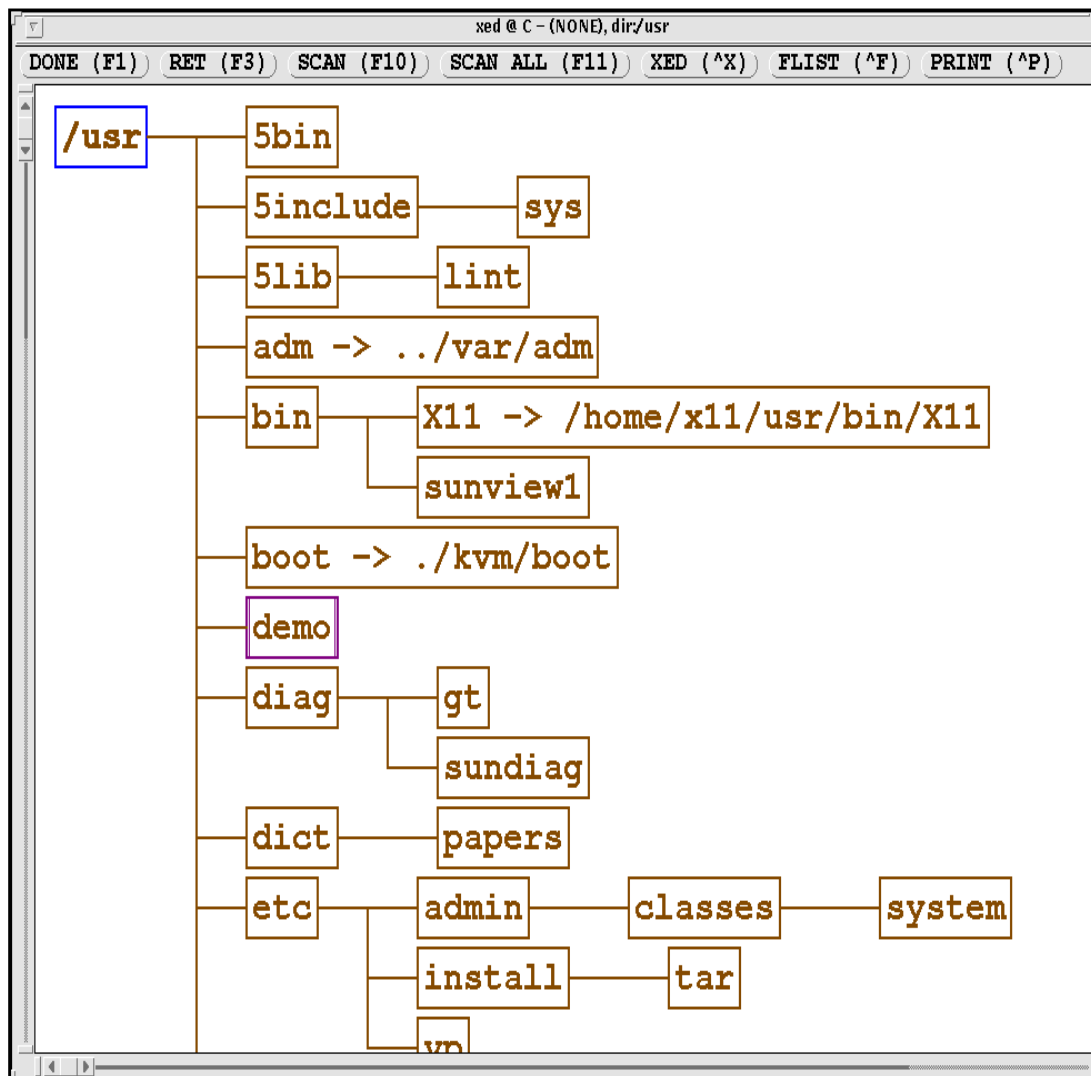 xed @ C – (NONE), dir:/usr
DONE (F1) RET (F3) SCAN (F10) SCAN ALL (F11) XED (^X) FLIST (^F) PRINT (^P)
/usr 5bin
5include sys
5lib lint
adm -> ../var/adm
bin X11 -> /home/x11/usr/bin/X11
sunview1
boot -> ./kvm/boot
demo
diag gt
sundiag
dict papers
etc admin classes system
install tar
yp